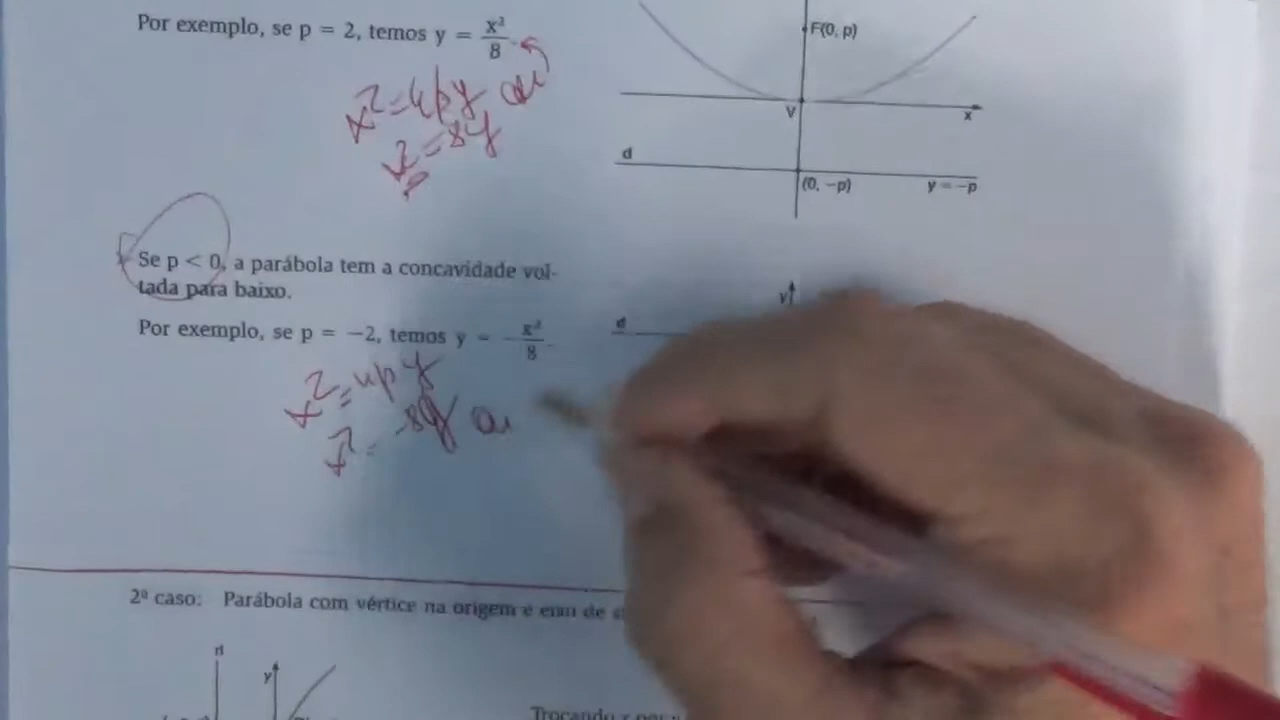 Por exemplo, se p = 2, temos y = x²/8
F(0, p)
x² = 4py ou
x² = 8y
V
x
d
(0, -p)
y = -p
Se p < 0, a parábola tem a concavidade vol-
tada para baixo.
y
Por exemplo, se p = -2, temos y = -x²/8
d
x² = 4py
x² = -8y ou
2º caso: Parábola com vértice na origem e
d
y
Trocando